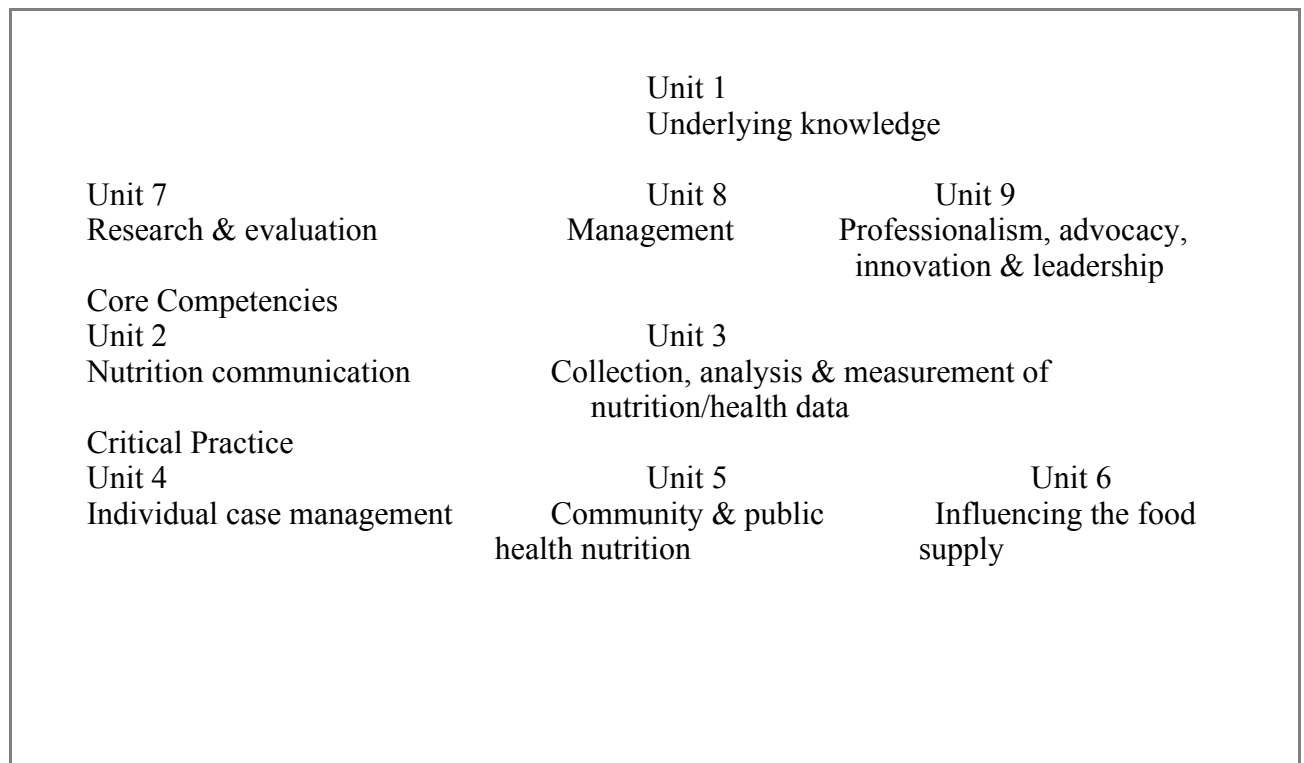 Unit 1
Underlying knowledge
Unit 7 Unit 8 Unit 9
Research & evaluation Management Professionalism, advocacy,
innovation & leadership
Core Competencies
Unit 2 Unit 3
Nutrition communication Collection, analysis & measurement of
nutrition/health data
Critical Practice
Unit 4 Unit 5 Unit 6
Individual case management Community & public Influencing the food
health nutrition supply